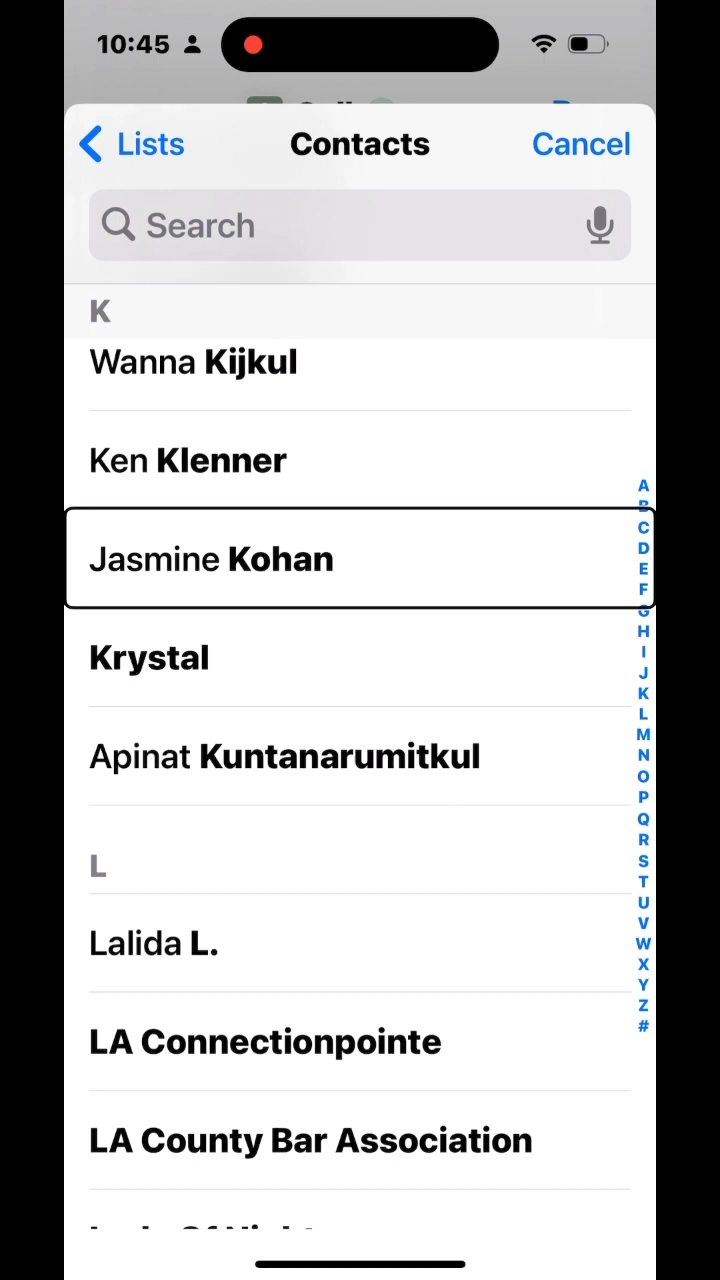 10:45
Lists Contacts Cancel
Search
K
Wanna Kijkul
Ken Klenner
Jasmine Kohan
Krystal
Apinat Kuntanarumitkul
L
Lalida L.
LA Connectionpointe
LA County Bar Association
A
B
C
D
E
F
G
H
I
J
K
L
M
N
O
P
Q
R
S
T
U
V
W
X
Y
Z
#